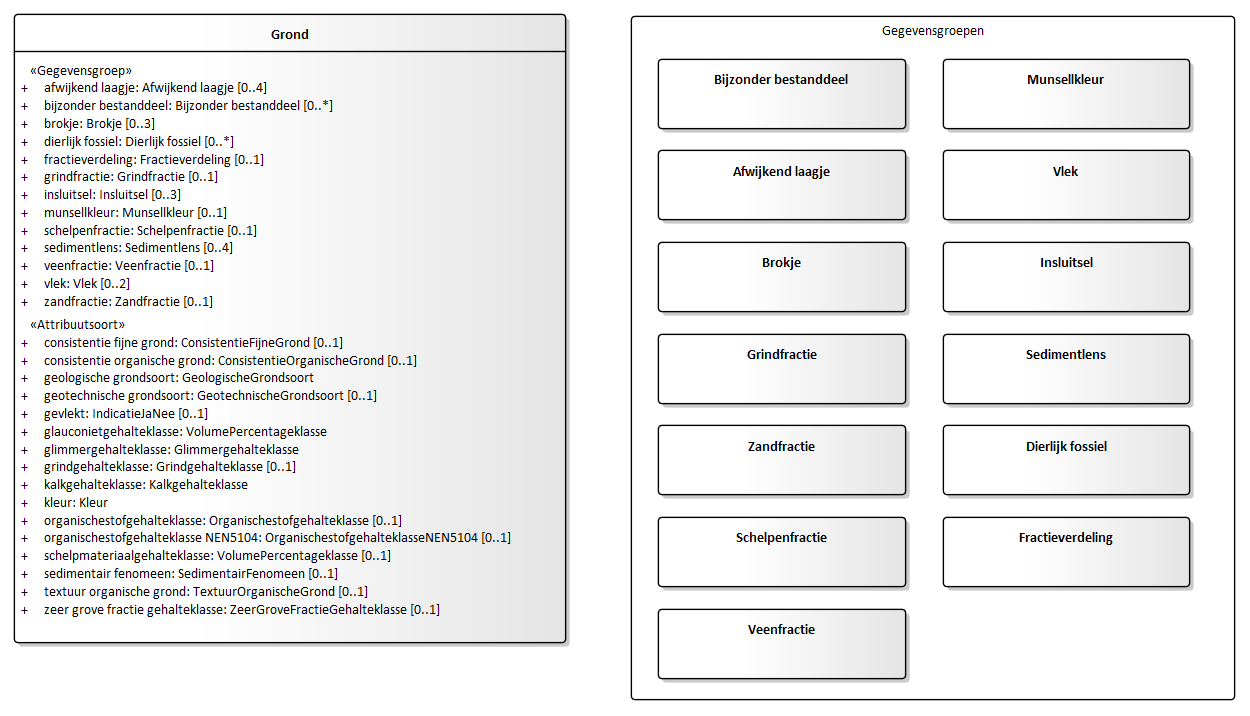 Grond
«Gegevensgroep»
+ afwijkend laagje: Afwijkend laagje [0..4]
+ bijzonder bestanddeel: Bijzonder bestanddeel [0..*]
+ brokje: Brokje [0..3]
+ dierlijk fossiel: Dierlijk fossiel [0..*]
+ fractieverdeling: Fractieverdeling [0..1]
+ grindfractie: Grindfractie [0..1]
+ insluitsel: Insluitsel [0..3]
+ munsellkleur: Munsellkleur [0..1]
+ schelpenfractie: Schelpenfractie [0..1]
+ sedimentlens: Sedimentlens [0..4]
+ veenfractie: Veenfractie [0..1]
+ vlek: Vlek [0..2]
+ zandfractie: Zandfractie [0..1]
«Attribuutsoort»
+ consistentie fijne grond: ConsistentieFijneGrond [0..1]
+ consistentie organische grond: ConsistentieOrganischeGrond [0..1]
+ geologische grondsoort: GeologischeGrondsoort
+ geotechnische grondsoort: GeotechnischeGrondsoort [0..1]
+ gevlekt: IndicatieJaNee [0..1]
+ glauconietgehalteklasse: VolumePercentageklasse
+ glimmergehalteklasse: Glimmergehalteklasse
+ grindgehalteklasse: Grindgehalteklasse [0..1]
+ kalkgehalteklasse: Kalkgehalteklasse
+ kleur: Kleur
+ organischestofgehalteklasse: Organischestofgehalteklasse [0..1]
+ organischestofgehalteklasse NEN5104: OrganischestofgehalteklasseNEN5104 [0..1]
+ schelpmateriaalgehalteklasse: VolumePercentageklasse [0..1]
+ sedimentair fenomeen: SedimentairFenomeen [0..1]
+ textuur organische grond: TextuurOrganischeGrond [0..1]
+ zeer grove fractie gehalteklasse: ZeerGroveFractieGehalteklasse [0..1]
Gegevensgroepen
Bijzonder bestanddeel
Munsellkleur
Afwijkend laagje
Vlek
Brokje
Insluitsel
Grindfractie
Sedimentlens
Zandfractie
Dierlijk fossiel
Schelpenfractie
Fractieverdeling
Veenfractie